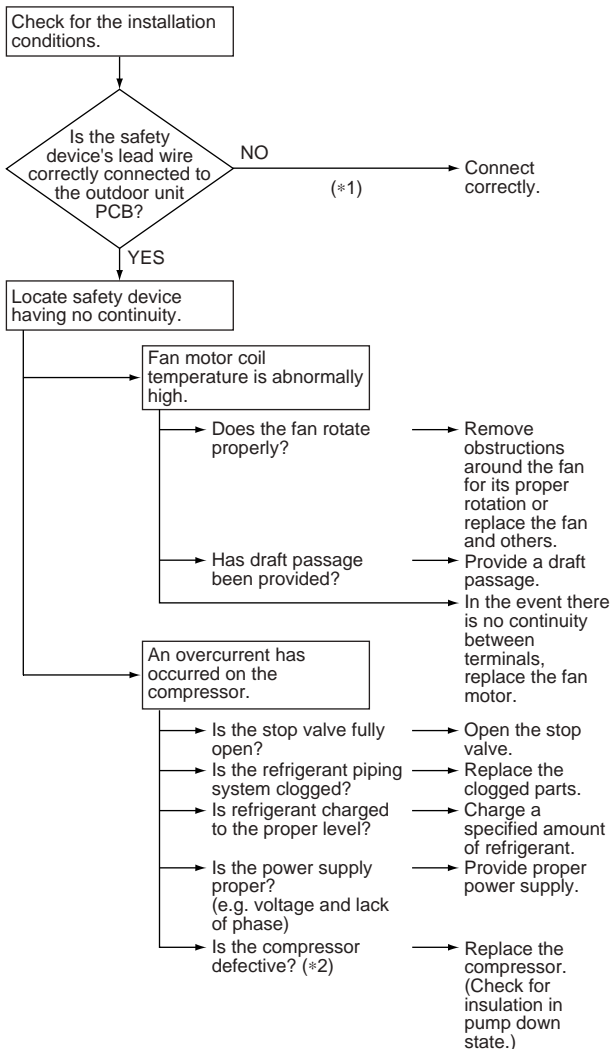 Check for the installation
conditions.
Is the safety
device's lead wire
correctly connected to
the outdoor unit
PCB?
NO
(*1)
Connect
correctly.
YES
Locate safety device
having no continuity.
Fan motor coil
temperature is abnormally
high.
Does the fan rotate
properly?
Remove
obstructions
around the fan
for its proper
rotation or
replace the fan
and others.
Has draft passage
been provided?
Provide a draft
passage.
In the event there
is no continuity
between
terminals,
replace the fan
motor.
An overcurrent has
occurred on the
compressor.
Is the stop valve fully
open?
Open the stop
valve.
Is the refrigerant piping
system clogged?
Replace the
clogged parts.
Is refrigerant charged
to the proper level?
Charge a
specified amount
of refrigerant.
Is the power supply
proper?
(e.g. voltage and lack
of phase)
Provide proper
power supply.
Is the compressor
defective? (*2)
Replace the
compressor.
(Check for
insulation in
pump down
state.)